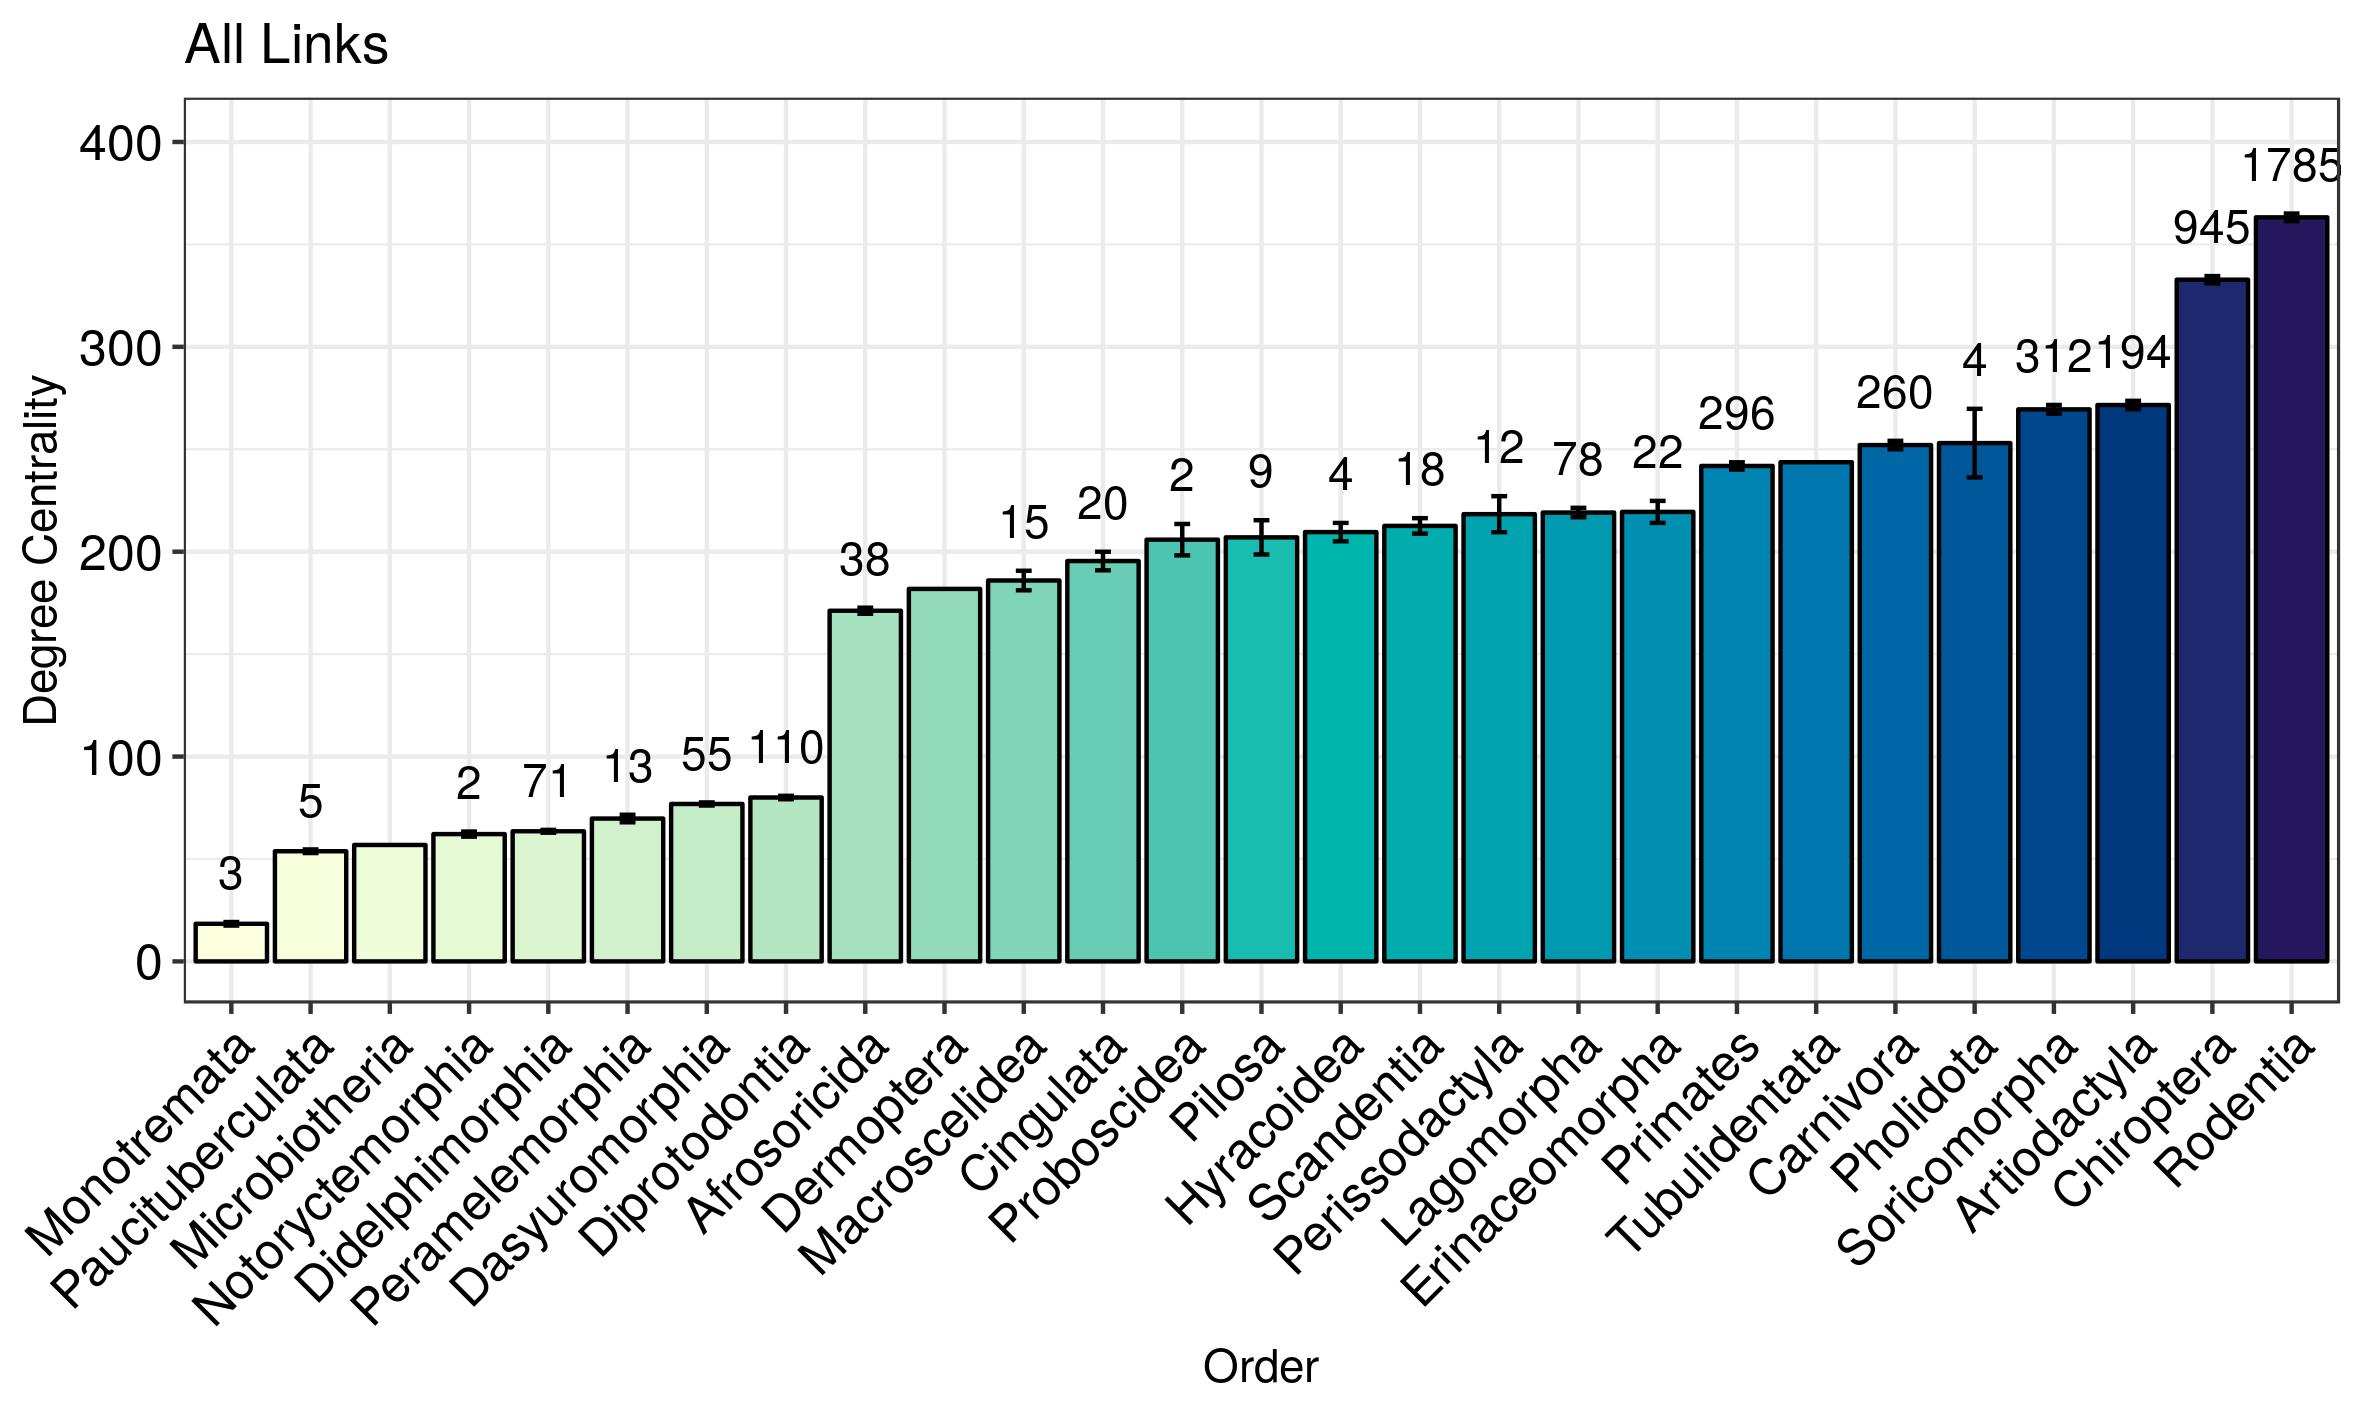 All Links
Degree Centrality
400
300
200
100
0
3
5
2
71
13
55
110
38
15
20
2
9
4
18
12
78
22
296
260
4
312
194
945
1785
Monotremata
Paucituberculata
Microbiotheria
Notoryctemorphia
Didelphimorphia
Peramelemorphia
Dasyuromorphia
Diprotodontia
Afrosoricida
Dermoptera
Macroscelidea
Cingulata
Proboscidea
Pilosa
Hyracoidea
Scandentia
Perissodactyla
Lagomorpha
Erinaceomorpha
Primates
Tubulidentata
Carnivora
Pholidota
Soricomorpha
Artiodactyla
Chiroptera
Rodentia
Order